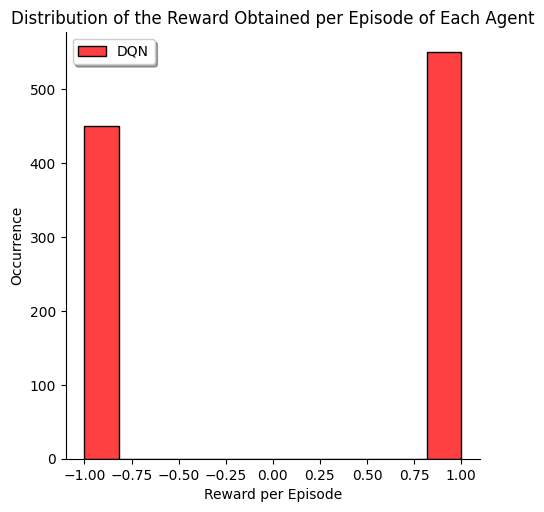 Distribution of the Reward Obtained per Episode of Each Agent
DQN
Occurrence
500
400
300
200
100
0
−1.00 −0.75 −0.50 −0.25 0.00 0.25 0.50 0.75 1.00
Reward per Episode